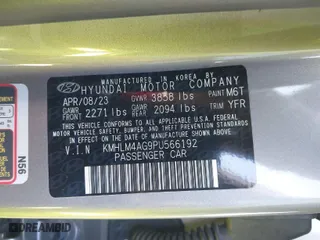 MANUFACTURED IN KOREA BY
HYUNDAI MOTOR COMPANY
APR/08/23 GVWR 3858 lbs PAINT M6T
GAWR FRONT 2271 lbs GAWR REAR 2094 lbs TRIM YFR
THIS VEHICLE CONFORMS TO ALL APPLICABLE
FEDERAL MOTOR VEHICLE SAFETY, BUMPER,
AND THEFT PREVENTION STANDARDS IN
EFFECT ON THE DATE OF MANUFACTURE
SHOWN ABOVE.
V.I.N KMHLM4AG9PU566192
PASSENGER CAR
N56
DRIVE